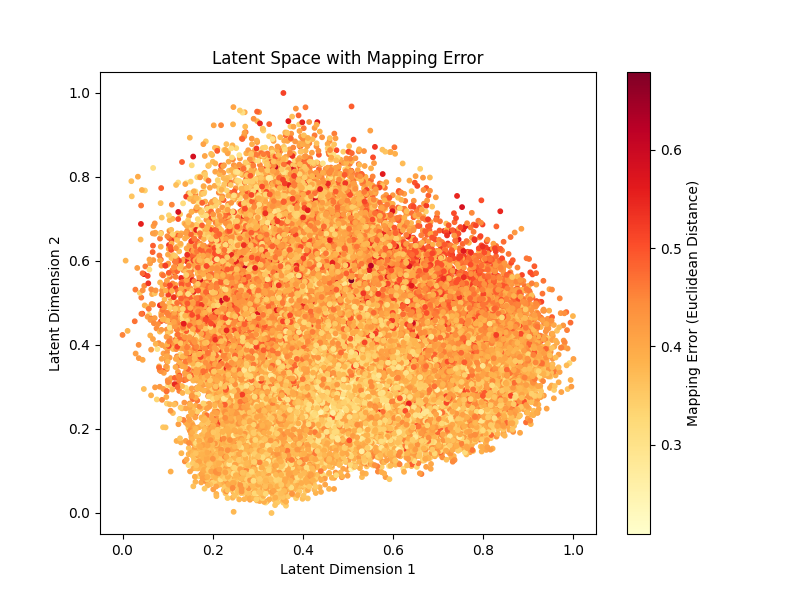 Latent Space with Mapping Error
1.0
0.8
0.6
0.4
0.2
0.0
Latent Dimension 2
0.0 0.2 0.4 0.6 0.8 1.0
Latent Dimension 1
0.6
0.5
0.4
0.3
Mapping Error (Euclidean Distance)